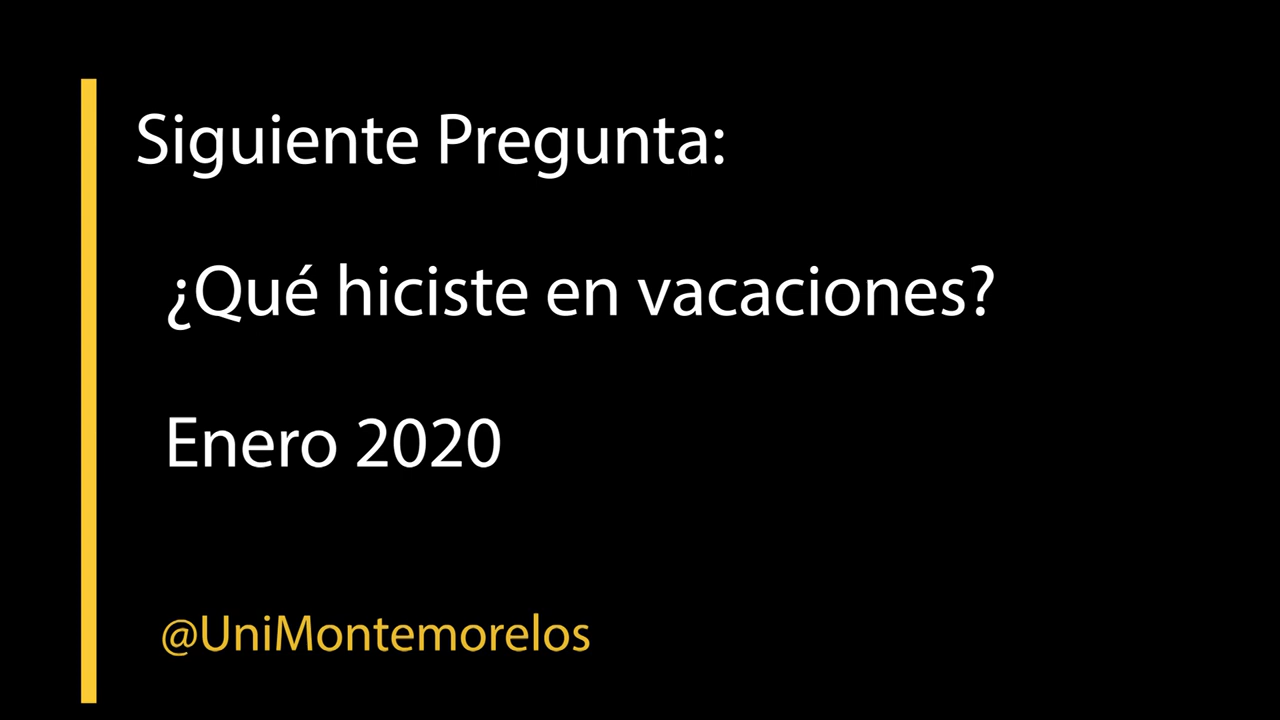 Siguiente Pregunta:
¿Qué hiciste en vacaciones?
Enero 2020
@UniMontemorelos